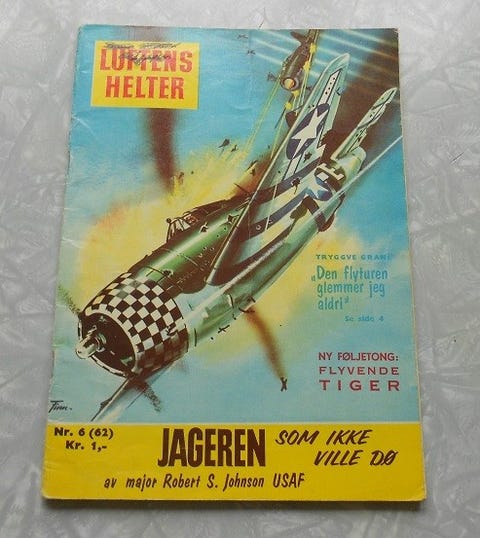 LUFTENS
HELTER
TRYGGVE GRAN:
„Den flyturen
glemmer jeg
aldri"
Se side 4
NY FØLJETONG:
FLYVENDE
TIGER
Finn-
Nr. 6 (62)
Kr. 1,-
JAGEREN SOM IKKE
VILLE DØ
av major Robert S. Johnson USAF